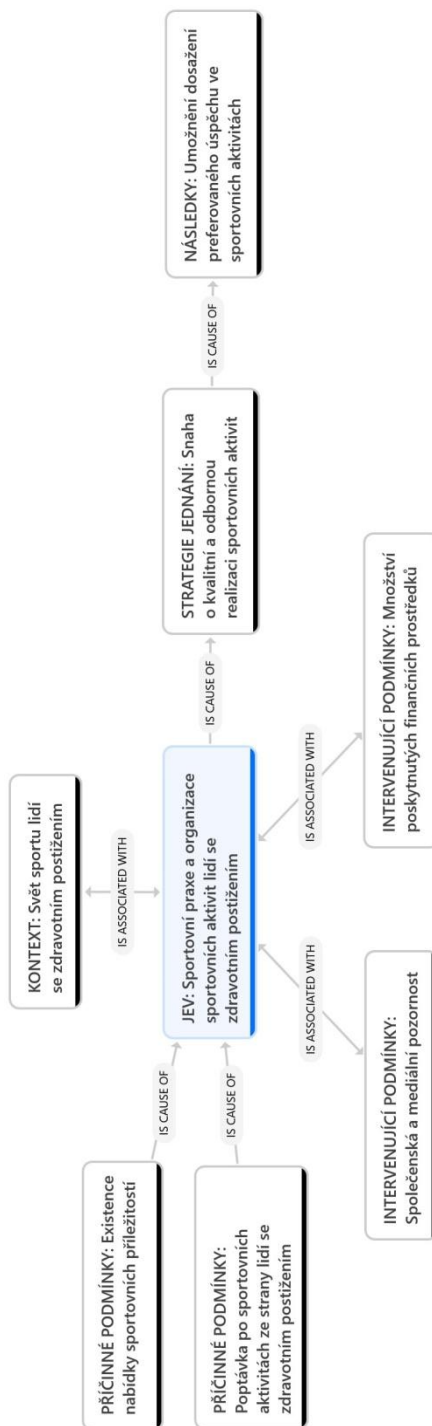 PŘÍČINNÉ PODMÍNKY: Existence
nabídky sportovních příležitostí
PŘÍČINNÉ PODMÍNKY:
Poptávka po sportovních
aktivitách ze strany lidí se
zdravotním postižením
IS CAUSE OF
IS CAUSE OF
KONTEXT: Svět sportu lidí
se zdravotním postižením
IS ASSOCIATED WITH
JEV: Sportovní praxe a organizace
sportovních aktivit lidí se
zdravotním postižením
IS ASSOCIATED WITH
IS ASSOCIATED WITH
INTERVENUJÍCÍ PODMÍNKY:
Společenská a mediální pozornost
INTERVENUJÍCÍ PODMÍNKY: Množství
poskytnutých finančních prostředků
IS CAUSE OF
STRATEGIE JEDNÁNÍ: Snaha
o kvalitní a odbornou
realizaci sportovních aktivit
IS CAUSE OF
NÁSLEDKY: Umožnění dosažení
preferovaného úspěchu ve
sportovních aktivitách